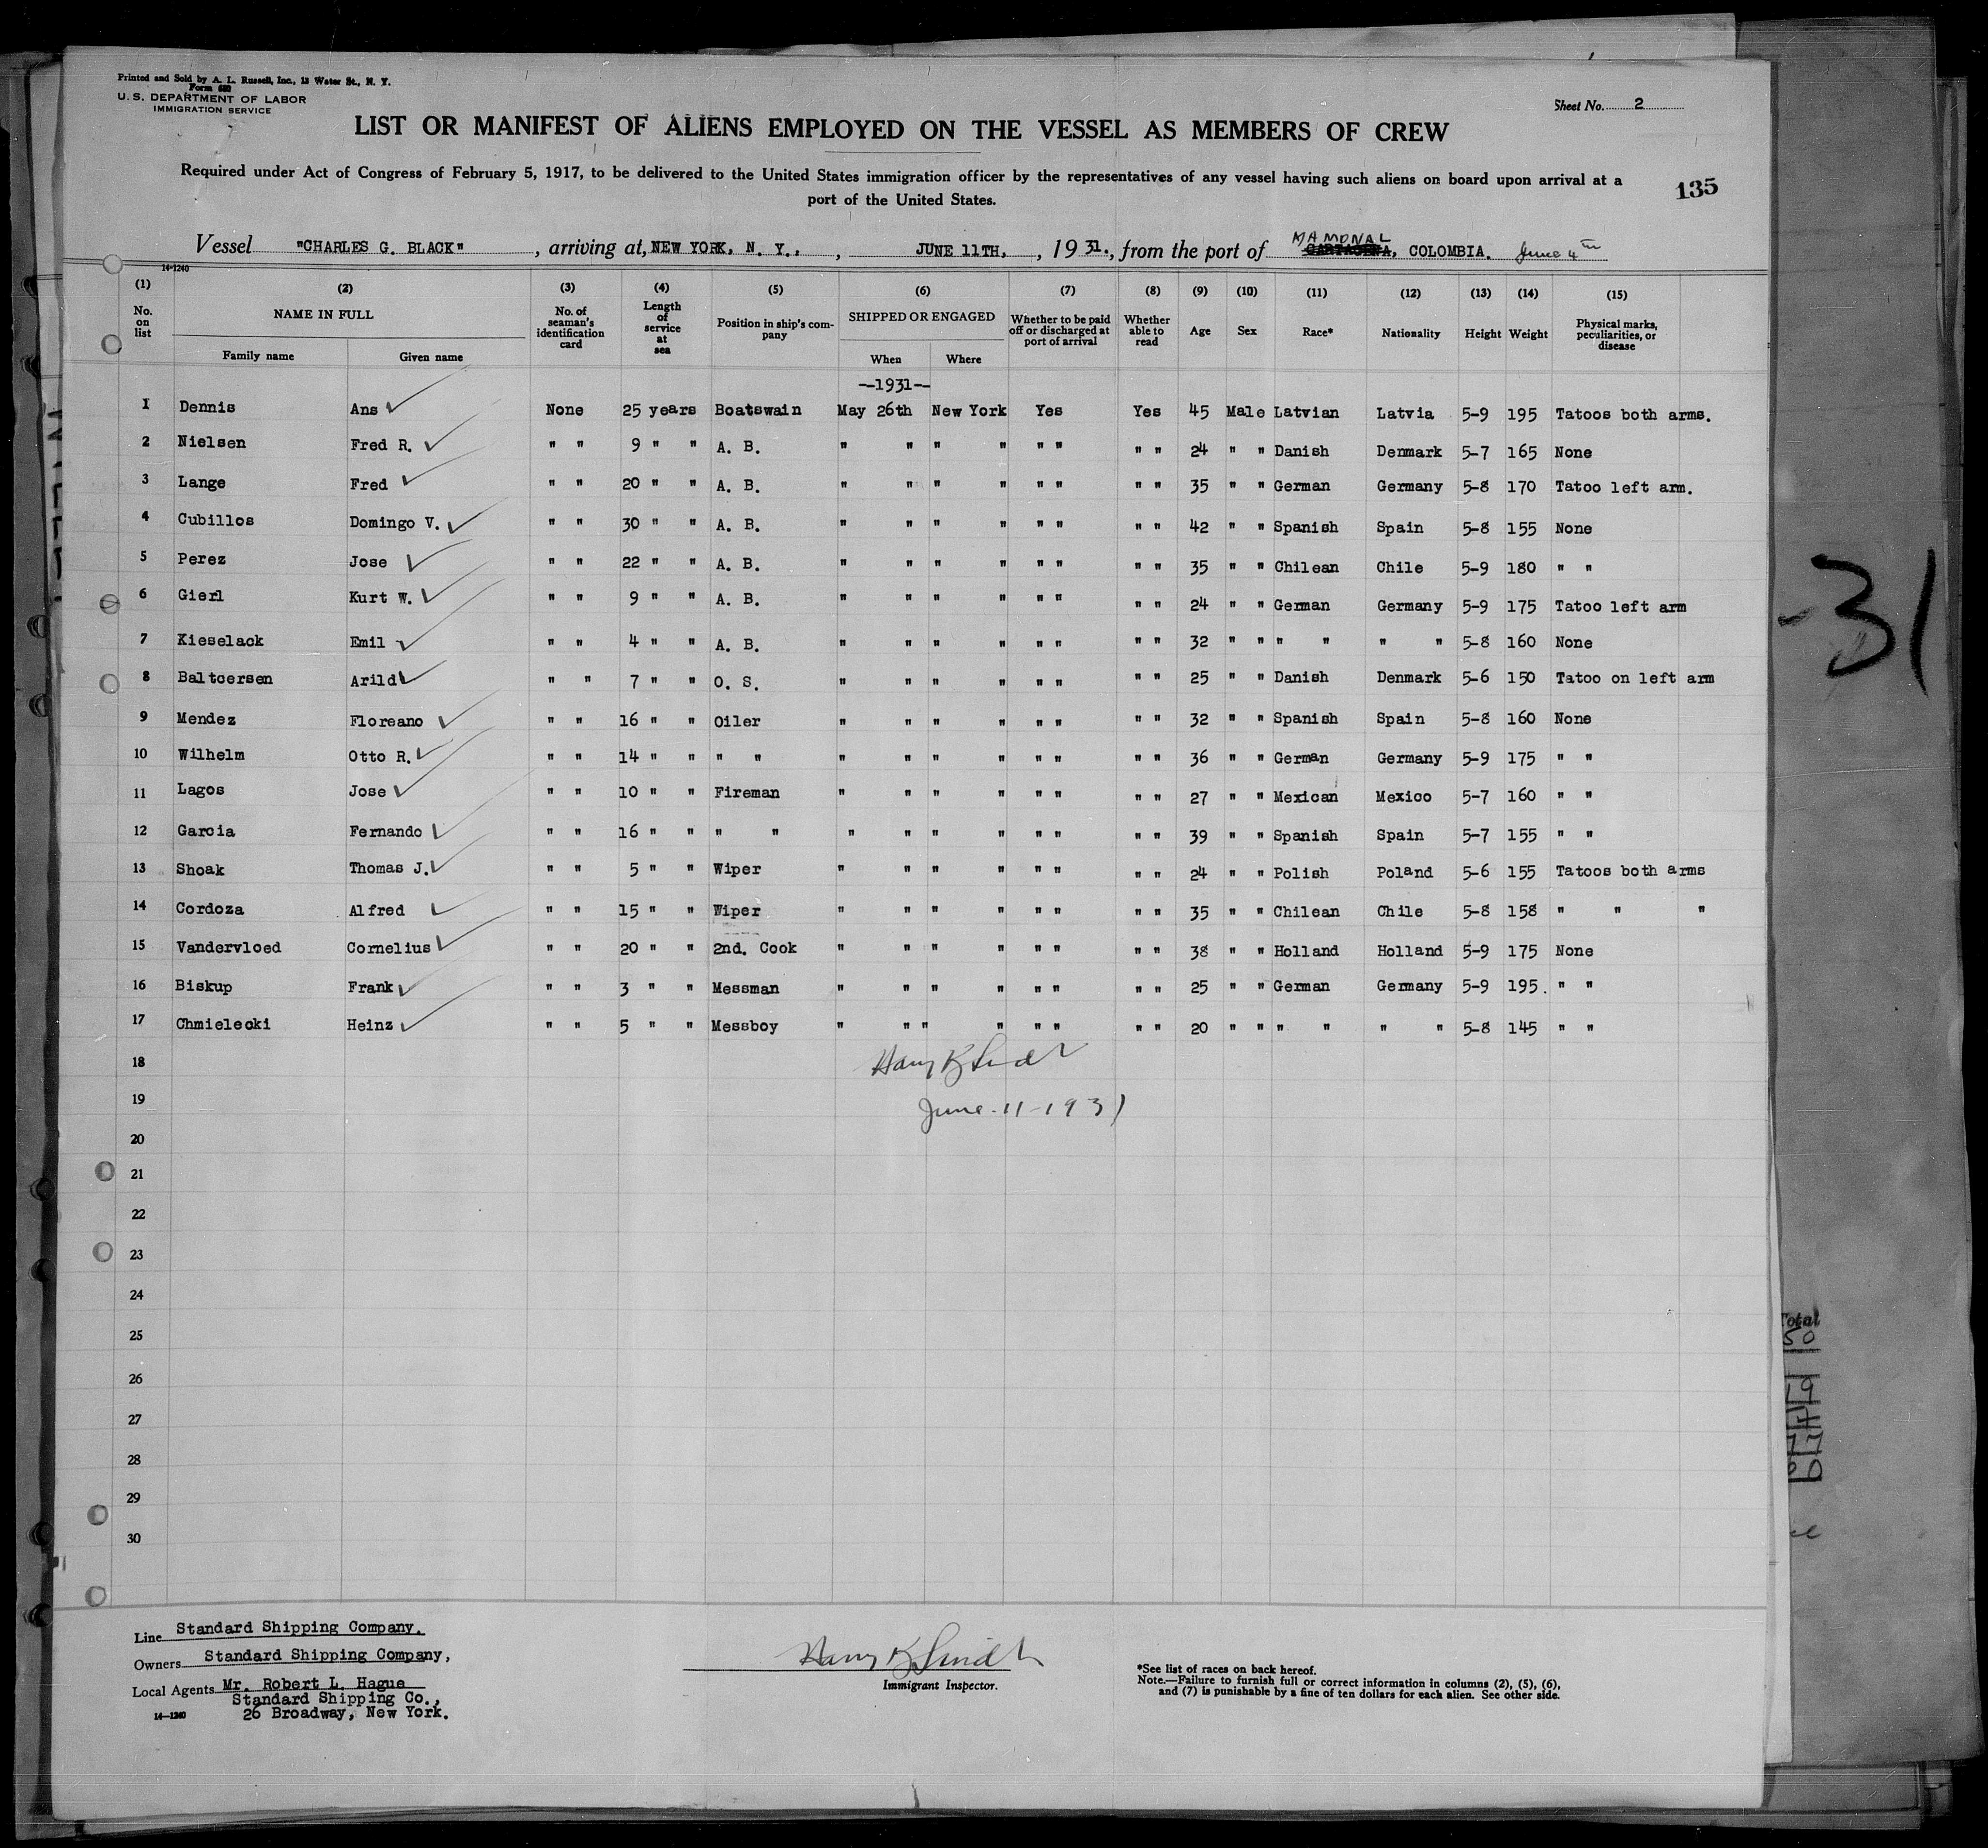 Printed and Sold by A. L. Russell, Inc., 13 Water St., N. Y.
Form 680
U. S. DEPARTMENT OF LABOR
IMMIGRATION SERVICE
Sheet No. 2
LIST OR MANIFEST OF ALIENS EMPLOYED ON THE VESSEL AS MEMBERS OF CREW
Required under Act of Congress of February 5, 1917, to be delivered to the United States immigration officer by the representatives of any vessel having such aliens on board upon arrival at a
port of the United States.
135
MAMONAL
Vessel "CHARLES G. BLACK", arriving at, NEW YORK, N. Y., , JUNE 11TH, , 1931., from the port of CARTAGENA, COLOMBIA. June 4th
14-1240
(1) (2) (3) (4) (5) (6) (7) (8) (9) (10) (11) (12) (13) (14) (15)
No. on list NAME IN FULL Family name Given name No. of seaman's identification card Length of service at sea Position in ship's company SHIPPED OR ENGAGED When Where Whether to be paid off or discharged at port of arrival Whether able to read Age Sex Race* Nationality Height Weight Physical marks, peculiarities, or disease
—1931—
1 Dennis Ans None 25 years Boatswain May 26th New York Yes Yes 45 Male Latvian Latvia 5-9 195 Tatoos both arms.
2 Nielsen Fred R. " " 9 " " A. B. " " " " " " " " 24 " " Danish Denmark 5-7 165 None
3 Lange Fred " " 20 " " A. B. " " " " " " " " 35 " " German Germany 5-8 170 Tatoo left arm.
4 Cubillos Domingo V. " " 30 " " A. B. " " " " " " " " 42 " " Spanish Spain 5-8 155 None
5 Perez Jose " " 22 " " A. B. " " " " " " " " 35 " " Chilean Chile 5-9 180 " "
6 Gierl Kurt W. " " 9 " " A. B. " " " " " " " " 24 " " German Germany 5-9 175 Tatoo left arm
7 Kieselack Emil " " 4 " " A. B. " " " " " " " " 32 " " " " " " 5-8 160 None
8 Baltoersen Arild " " 7 " " O. S. " " " " " " " " 25 " " Danish Denmark 5-6 150 Tatoo on left arm
9 Mendez Floreano " " 16 " " Oiler " " " " " " " " 32 " " Spanish Spain 5-8 160 None
10 Wilhelm Otto R. " " 14 " " " " " " " " " " " " 36 " " German Germany 5-9 175 " "
11 Lagos Jose " " 10 " " Fireman " " " " " " " " 27 " " Mexican Mexico 5-7 160 " "
12 Garcia Fernando " " 16 " " " " " " " " " " " " 39 " " Spanish Spain 5-7 155 " "
13 Shoak Thomas J. " " 5 " " Wiper " " " " " " " " 24 " " Polish Poland 5-6 155 Tatoos both arms
14 Cordoza Alfred " " 15 " " Wiper " " " " " " " " 35 " " Chilean Chile 5-8 158 " " "
15 Vandervloed Cornelius " " 20 " " 2nd. Cook " " " " " " " " 38 " " Holland Holland 5-9 175 None
16 Biskup Frank " " 3 " " Messman " " " " " " " " 25 " " German Germany 5-9 195. " "
17 Chmielecki Heinz " " 5 " " Messboy " " " " " " " " 20 " " " " " " 5-8 145 " "
18
June-11-1931
19
20
21
22
23
24
25
26
27
28
29
30
Line Standard Shipping Company.
Owners Standard Shipping Company,
Local Agents Mr. Robert L. Hague
Standard Shipping Co.,
26 Broadway, New York.
14—1240
Immigrant Inspector.
*See list of races on back hereof.
Note.—Failure to furnish full or correct information in columns (2), (5), (6),
and (7) is punishable by a fine of ten dollars for each alien. See other side.
-31
Total